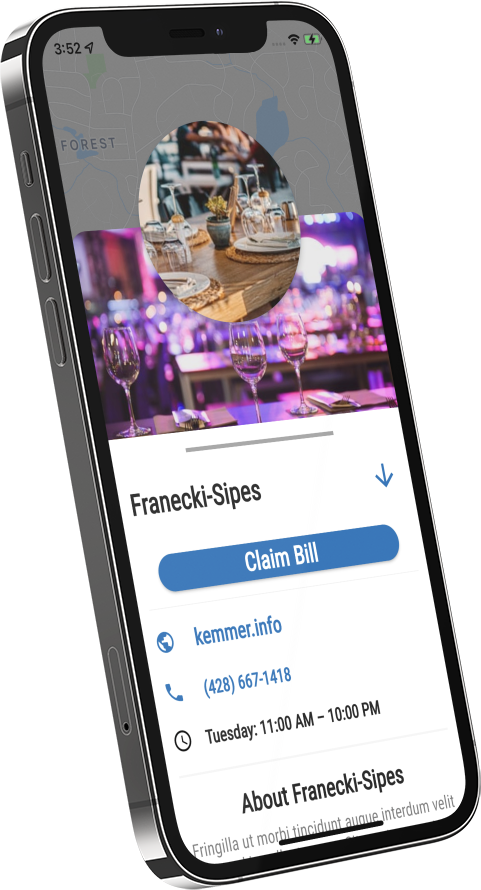 3:52
FOREST
Franecki-Sipes
Claim Bill
kemmer.info
(428) 667-1418
Tuesday: 11:00 AM – 10:00 PM
About Franecki-Sipes
Fringilla ut morbi tincidunt augue interdum velit